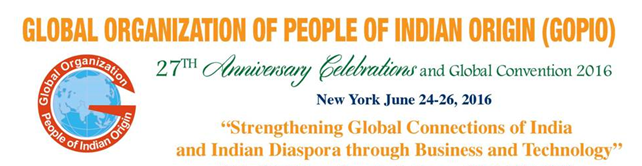 GLOBAL ORGANIZATION OF PEOPLE OF INDIAN ORIGIN (GOPIO)
Global Organization
People of Indian Origin
27TH Anniversary Celebrations and Global Convention 2016
New York June 24-26, 2016
“Strengthening Global Connections of India
and Indian Diaspora through Business and Technology”